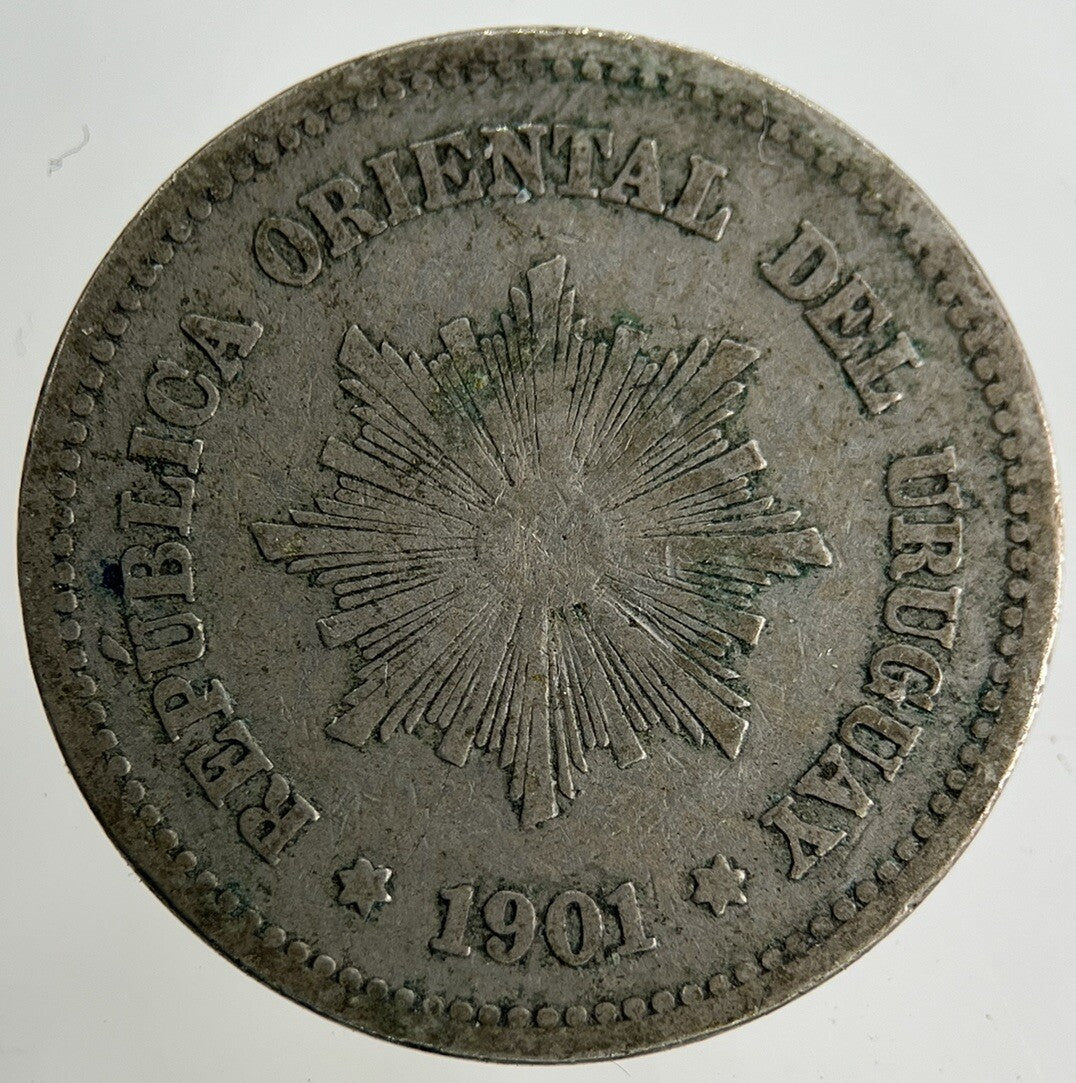 REPÚBLICA ORIENTAL DEL URUGUAY
1901